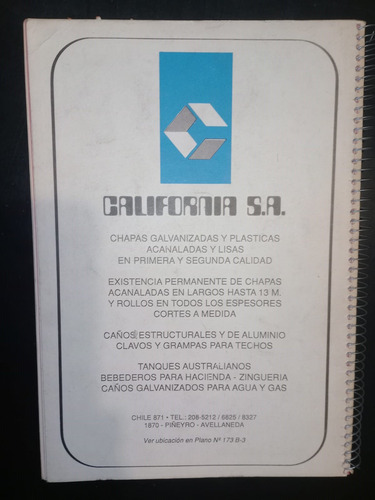 CALIFORNIA S.A.
CHAPAS GALVANIZADAS Y PLASTICAS
ACANALADAS Y LISAS
EN PRIMERA Y SEGUNDA CALIDAD
EXISTENCIA PERMANENTE DE CHAPAS
ACANALADAS EN LARGOS HASTA 13 M.
Y ROLLOS EN TODOS LOS ESPESORES
CORTES A MEDIDA
CAÑOS ESTRUCTURALES Y DE ALUMINIO
CLAVOS Y GRAMPAS PARA TECHOS
TANQUES AUSTRALIANOS
BEBEDEROS PARA HACIENDA - ZINGUERIA
CAÑOS GALVANIZADOS PARA AGUA Y GAS
CHILE 871 • TEL.: 208-5212 / 6825 / 8327
1870 - PIÑEYRO - AVELLANEDA
Ver ubicación en Plano Nº 173 B-3